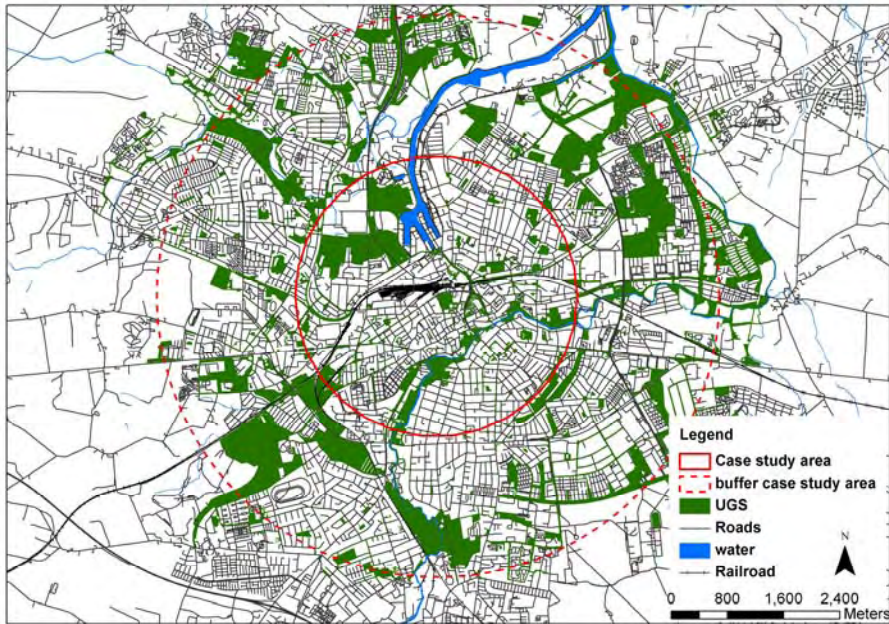 Legend
Case study area
buffer case study area
UGS
Roads
water
Railroad
N
0 800 1,600 2,400
Meters